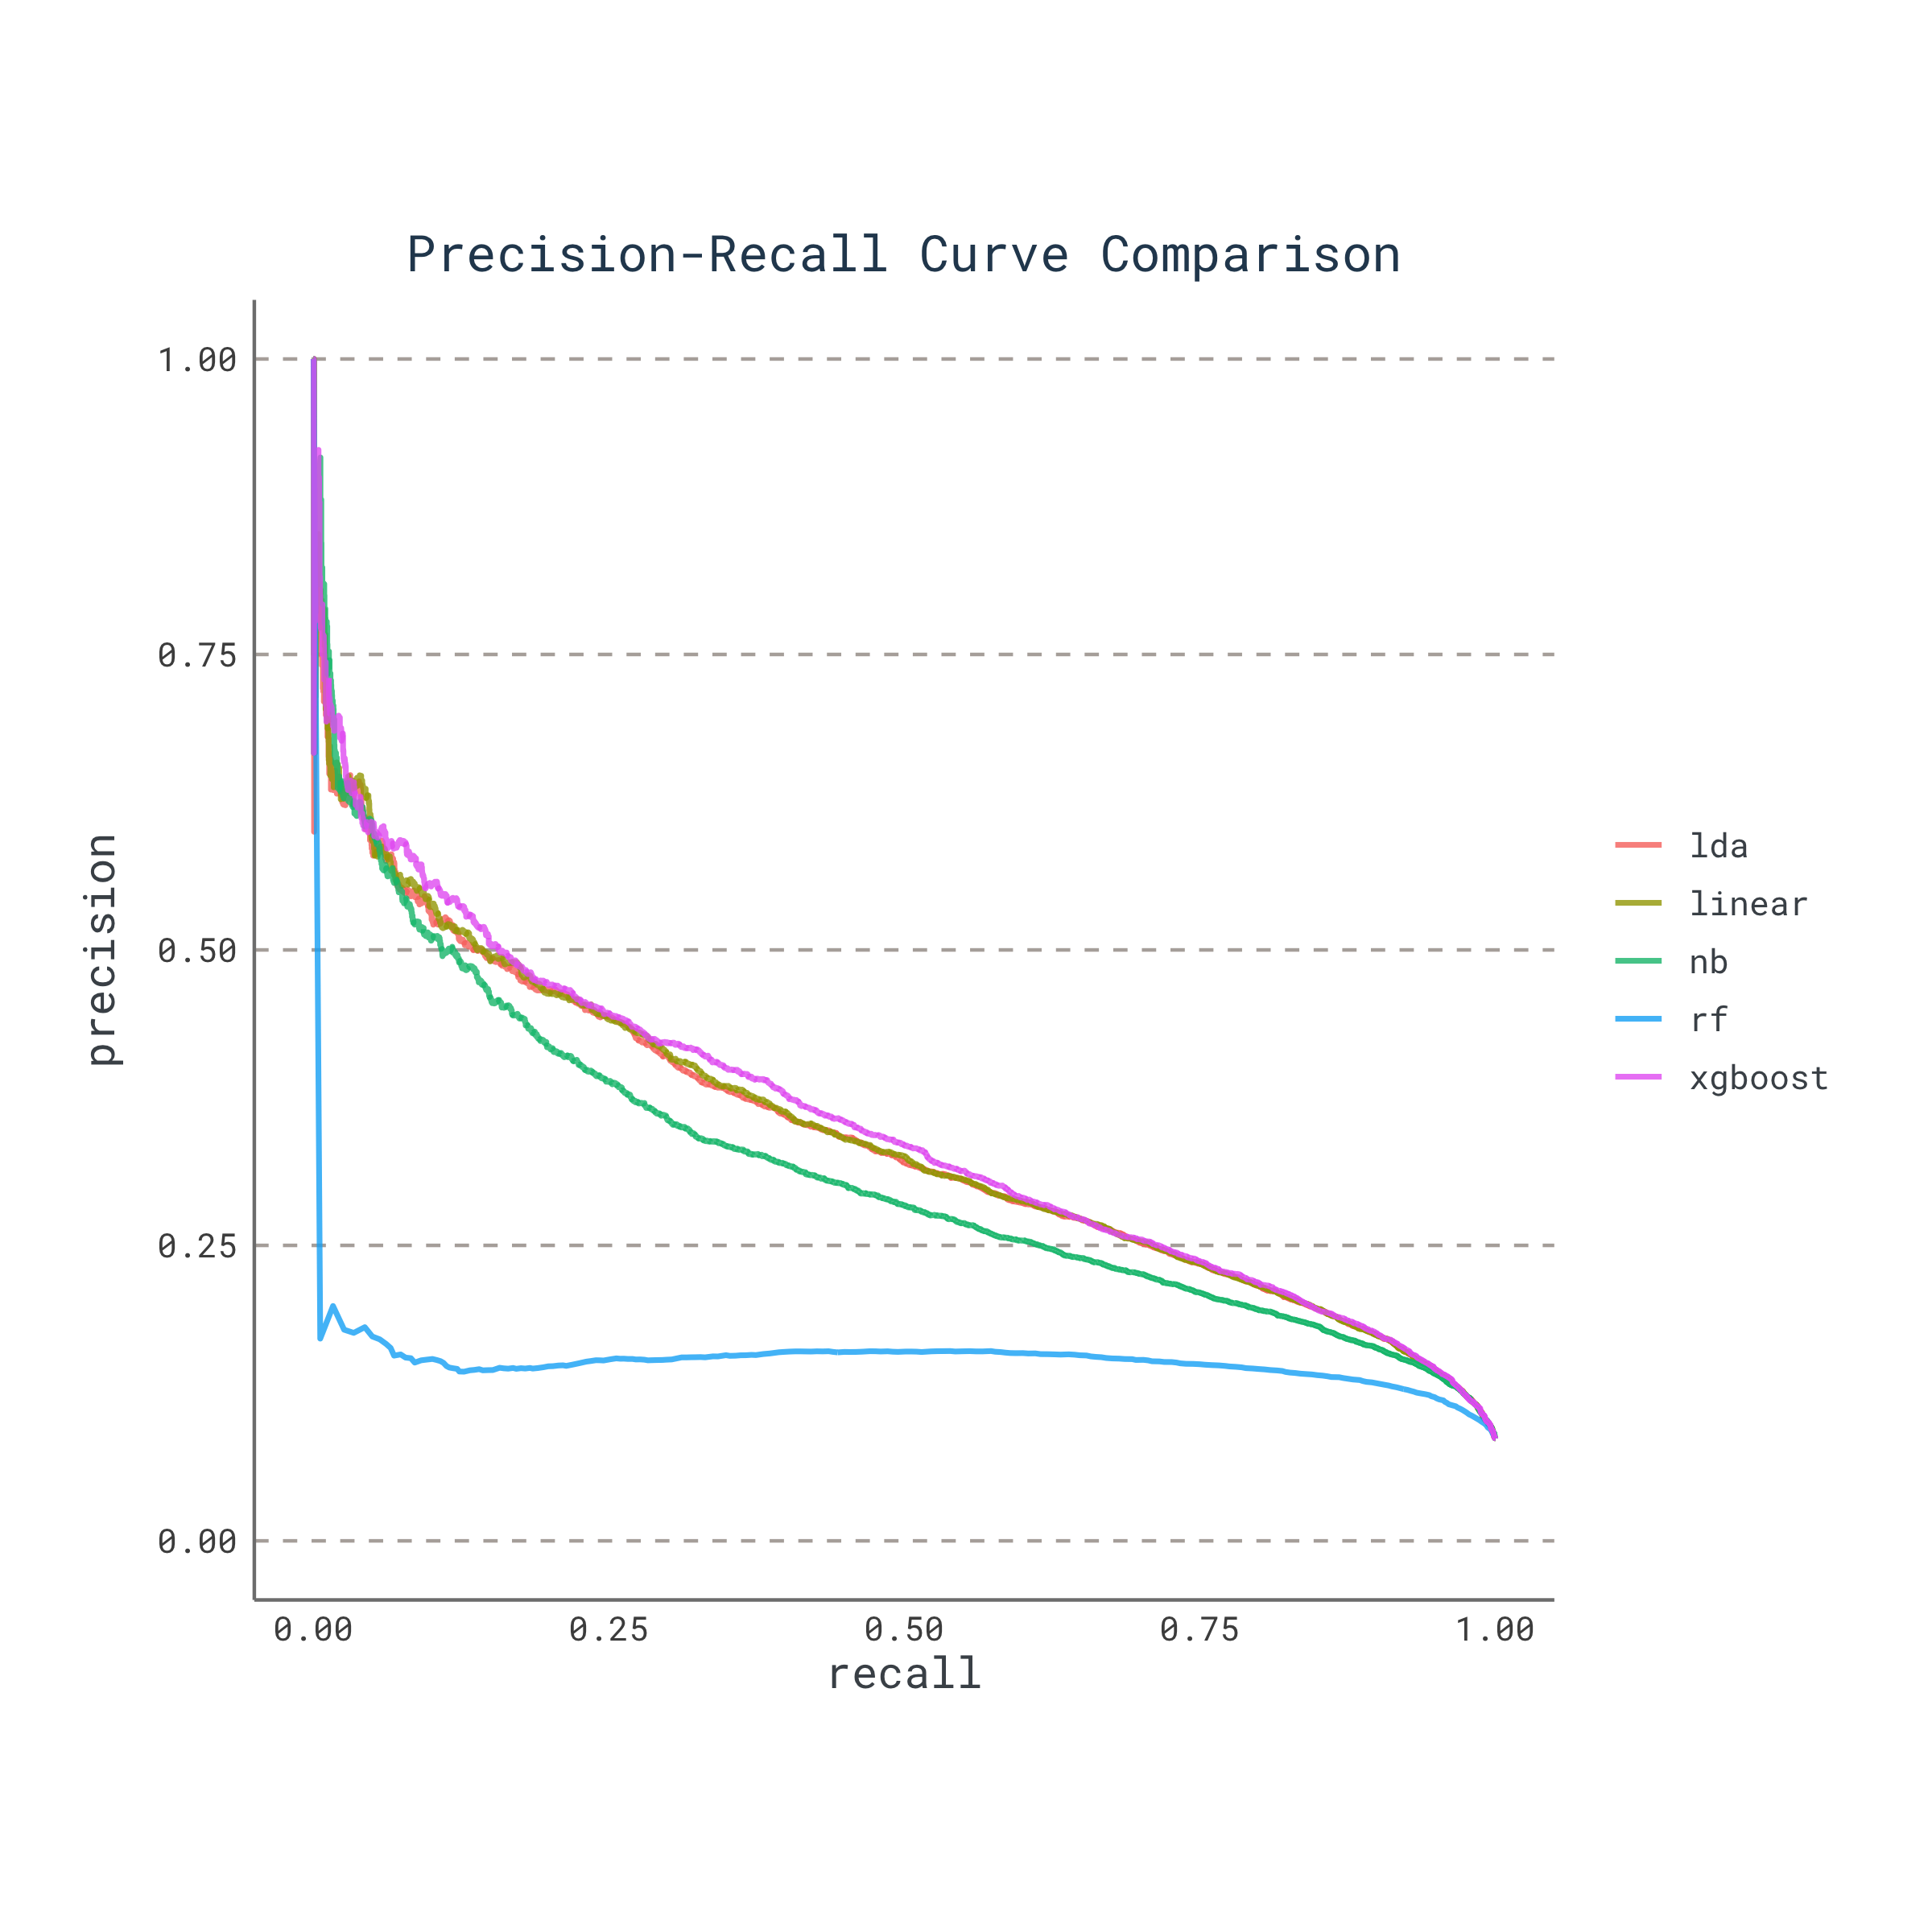 Precision-Recall Curve Comparison
1.00
0.75
0.50
0.25
0.00
precision
0.00 0.25 0.50 0.75 1.00
recall
lda
linear
nb
rf
xgboost